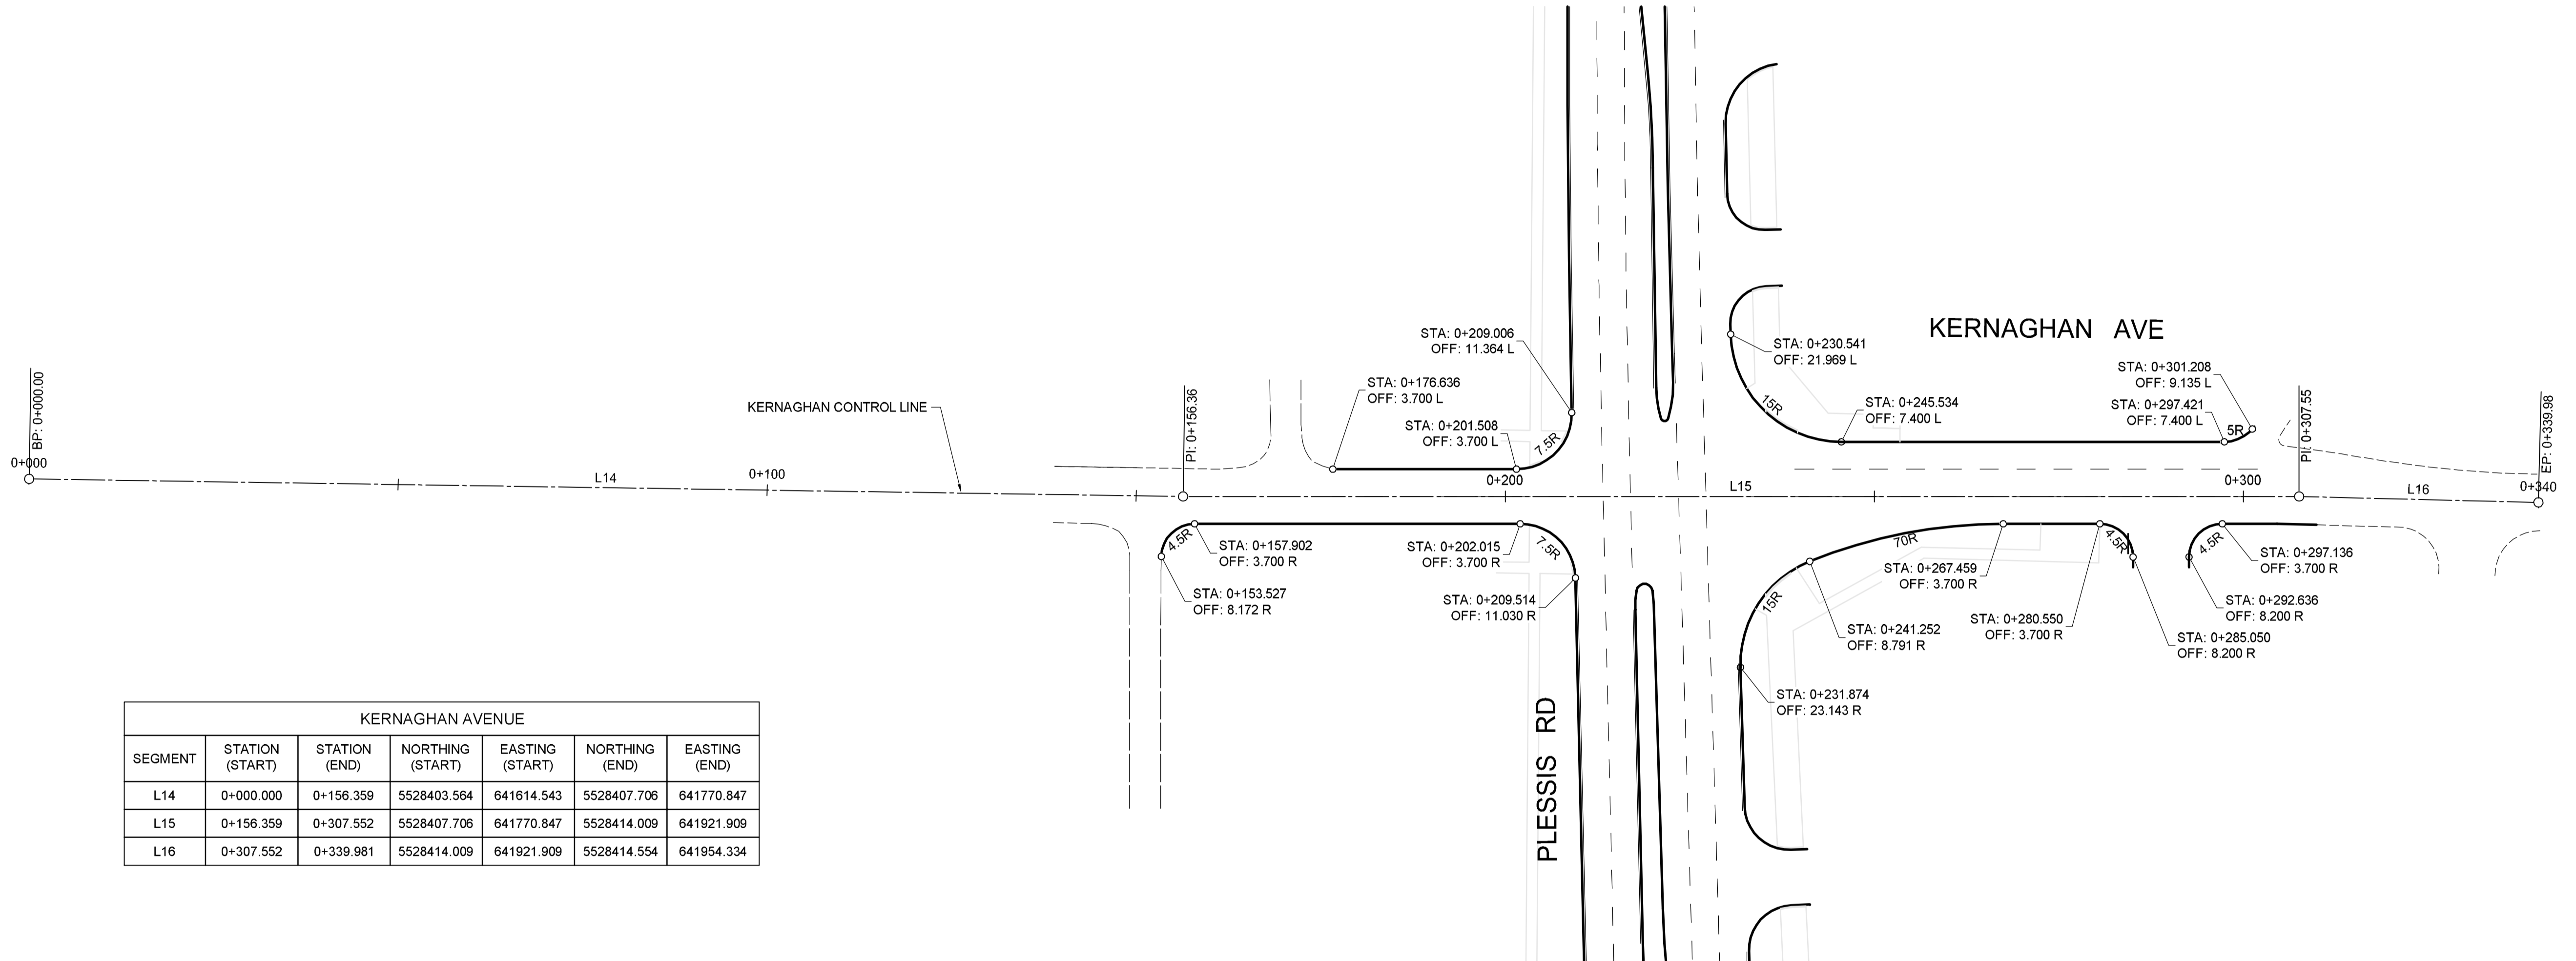 STA: 0+209.006
OFF: 11.364 L
STA: 0+230.541
OFF: 21.969 L
KERNAGHAN AVE
STA: 0+301.208
OFF: 9.135 L
STA: 0+176.636
OFF: 3.700 L
STA: 0+201.508
OFF: 3.700 L
7.5R
15R
STA: 0+245.534
OFF: 7.400 L
STA: 0+297.421
OFF: 7.400 L
5R
BP: 0+000.00
KERNAGHAN CONTROL LINE
PI: 0+156.36
PI: 0+307.55
EP: 0+339.98
0+000
L14
0+100
0+200
L15
0+300
L16
0+340
4.5R
STA: 0+157.902
OFF: 3.700 R
STA: 0+153.527
OFF: 8.172 R
STA: 0+202.015
OFF: 3.700 R
7.5R
STA: 0+209.514
OFF: 11.030 R
70R
15R
STA: 0+267.459
OFF: 3.700 R
4.5R
4.5R
STA: 0+297.136
OFF: 3.700 R
STA: 0+241.252
OFF: 8.791 R
STA: 0+280.550
OFF: 3.700 R
STA: 0+292.636
OFF: 8.200 R
STA: 0+285.050
OFF: 8.200 R
STA: 0+231.874
OFF: 23.143 R
PLESSIS RD
KERNAGHAN AVENUE
SEGMENT STATION (START) STATION (END) NORTHING (START) EASTING (START) NORTHING (END) EASTING (END)
L14 0+000.000 0+156.359 5528403.564 641614.543 5528407.706 641770.847
L15 0+156.359 0+307.552 5528407.706 641770.847 5528414.009 641921.909
L16 0+307.552 0+339.981 5528414.009 641921.909 5528414.554 641954.334